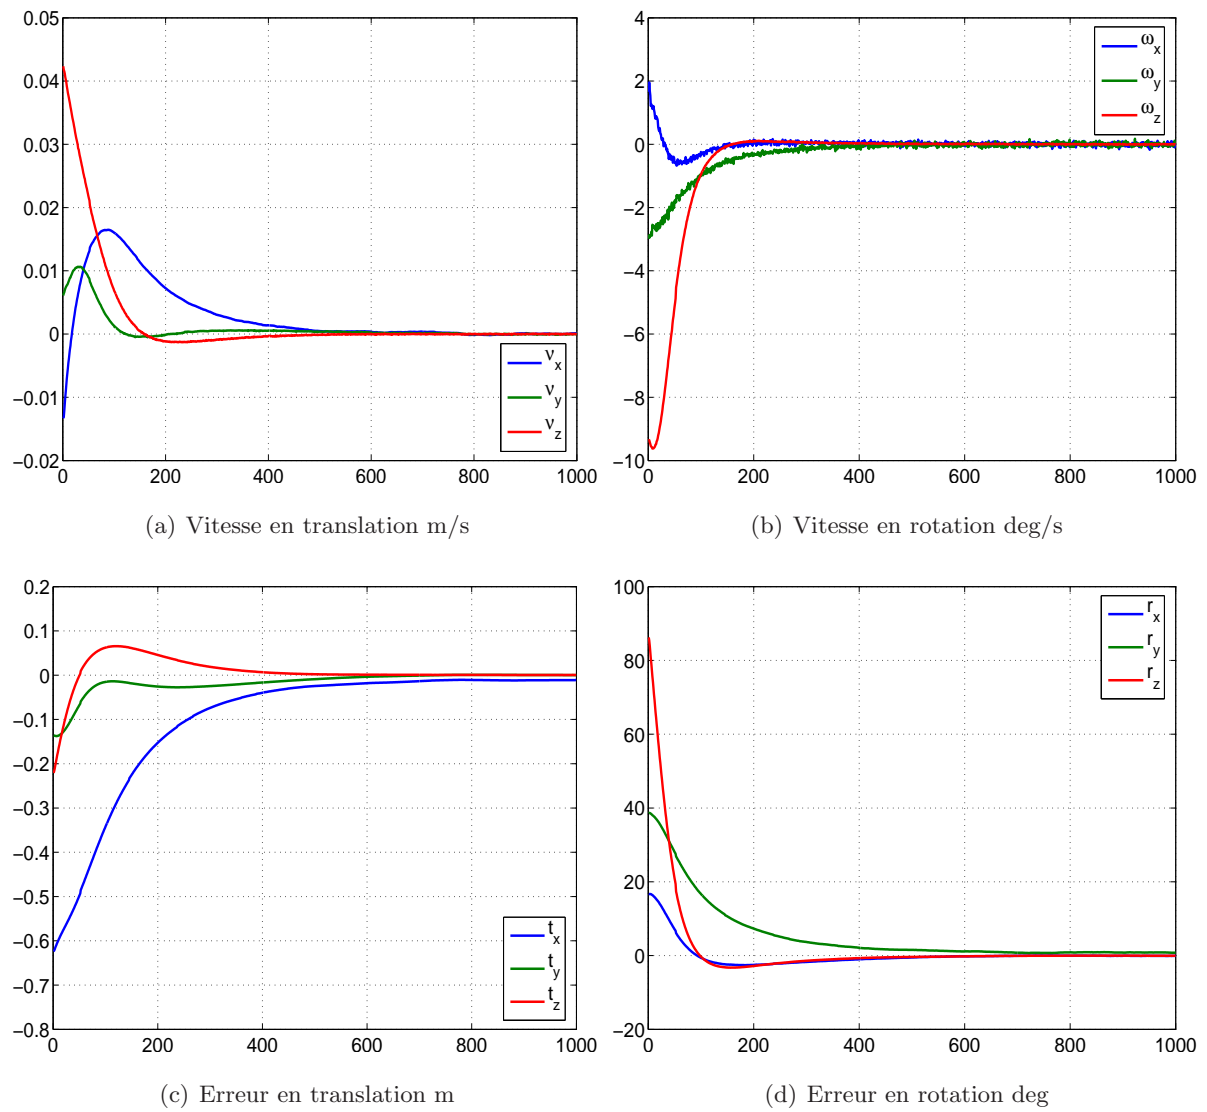 0.05
0.04
0.03
0.02
0.01
0
−0.01
−0.02
0 200 400 600 800 1000
ν_x
ν_y
ν_z
(a) Vitesse en translation m/s
4
2
0
−2
−4
−6
−8
−10
0 200 400 600 800 1000
ω_x
ω_y
ω_z
(b) Vitesse en rotation deg/s
0.2
0.1
0
−0.1
−0.2
−0.3
−0.4
−0.5
−0.6
−0.7
−0.8
0 200 400 600 800 1000
t_x
t_y
t_z
(c) Erreur en translation m
100
80
60
40
20
0
−20
0 200 400 600 800 1000
r_x
r_y
r_z
(d) Erreur en rotation deg